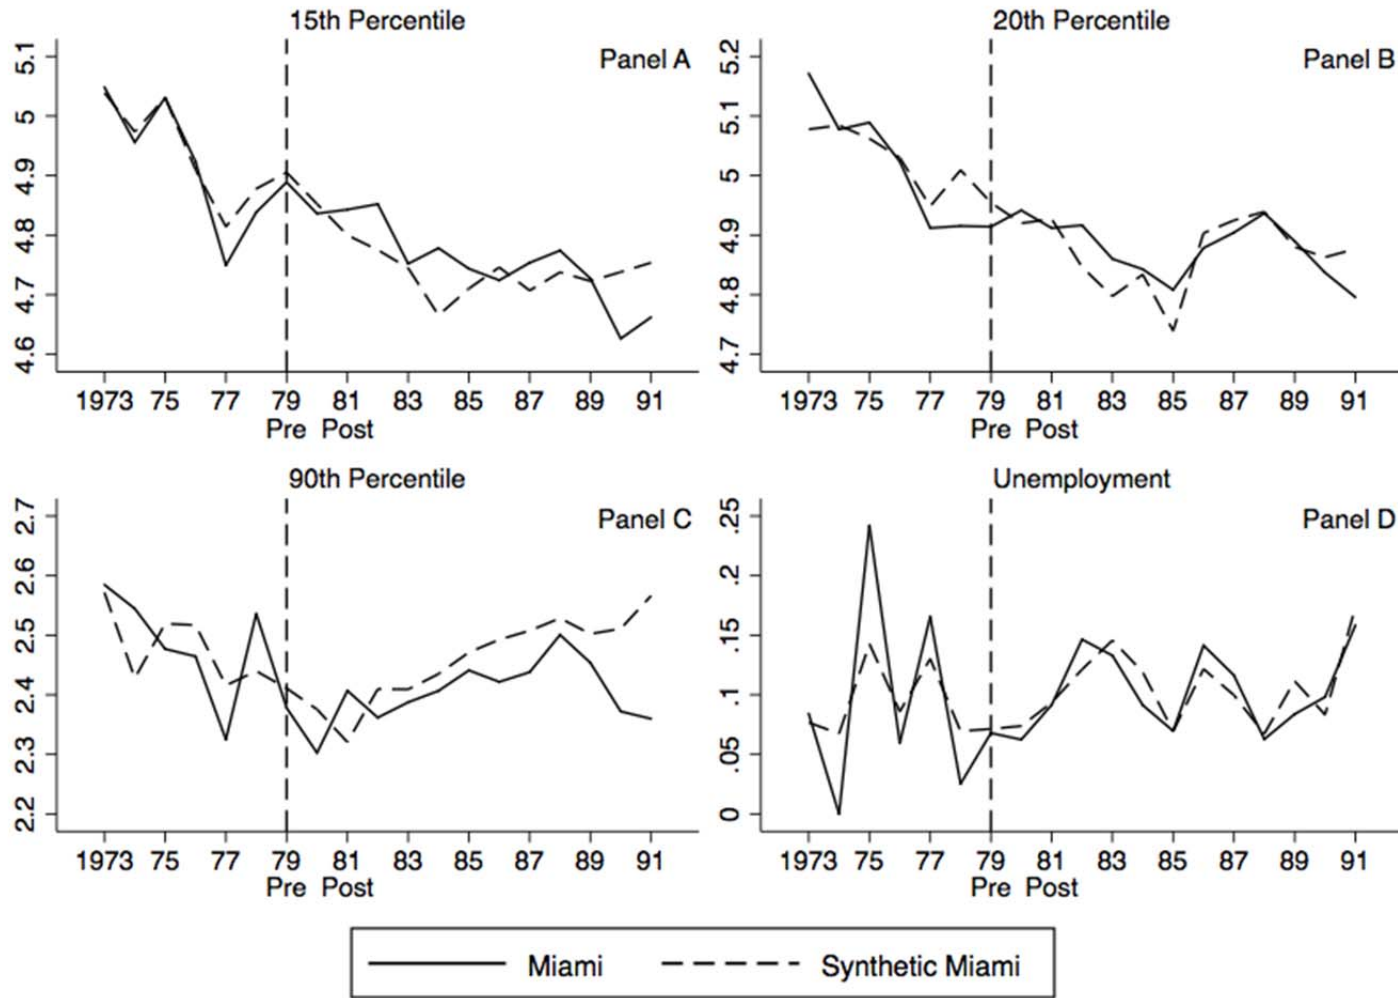 15th Percentile
Panel A
5.1
5
4.9
4.8
4.7
4.6
1973 75 77 79 81 83 85 87 89 91
Pre Post
20th Percentile
Panel B
5.2
5.1
5
4.9
4.8
4.7
1973 75 77 79 81 83 85 87 89 91
Pre Post
90th Percentile
Panel C
2.7
2.6
2.5
2.4
2.3
2.2
1973 75 77 79 81 83 85 87 89 91
Pre Post
Unemployment
Panel D
.25
.2
.15
.1
.05
0
1973 75 77 79 81 83 85 87 89 91
Pre Post
Miami Synthetic Miami